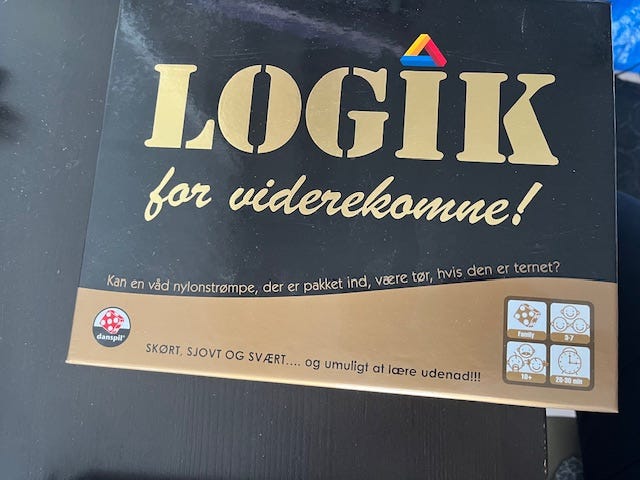 LOGIK
for viderekomne!
Kan en våd nylonstrømpe, der er pakket ind, være tør, hvis den er ternet?
danspil®
SKØRT, SJOVT OG SVÆRT.... og umuligt at lære udenad!!!
Family
3-7
10+
20-30 min